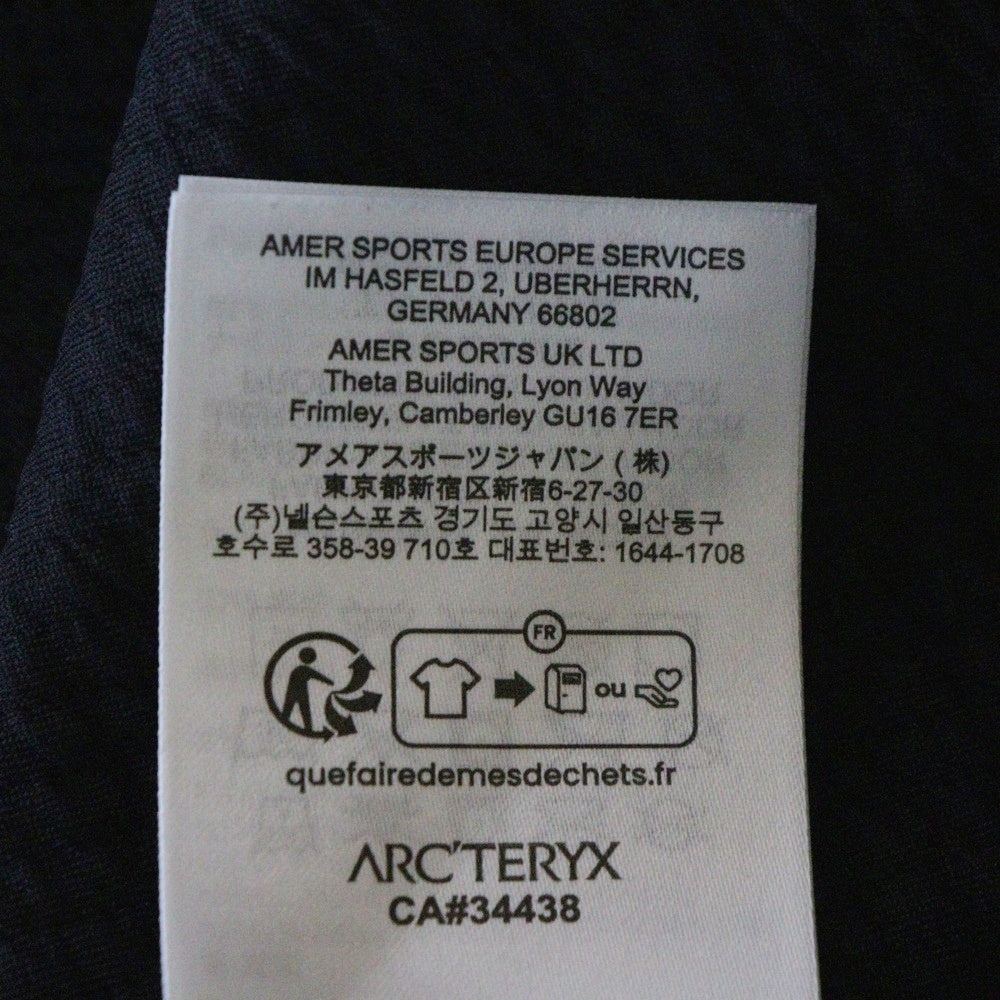 AMER SPORTS EUROPE SERVICES
IM HASFELD 2, UBERHERRN,
GERMANY 66802
AMER SPORTS UK LTD
Theta Building, Lyon Way
Frimley, Camberley GU16 7ER
アメアスポーツジャパン ( 株)
東京都新宿区新宿6-27-30
(주)넬슨스포츠 경기도 고양시 일산동구
호수로 358-39 710호 대표번호: 1644-1708
FR
ou
quefairedemesdechets.fr
ARC'TERYX
CA#34438